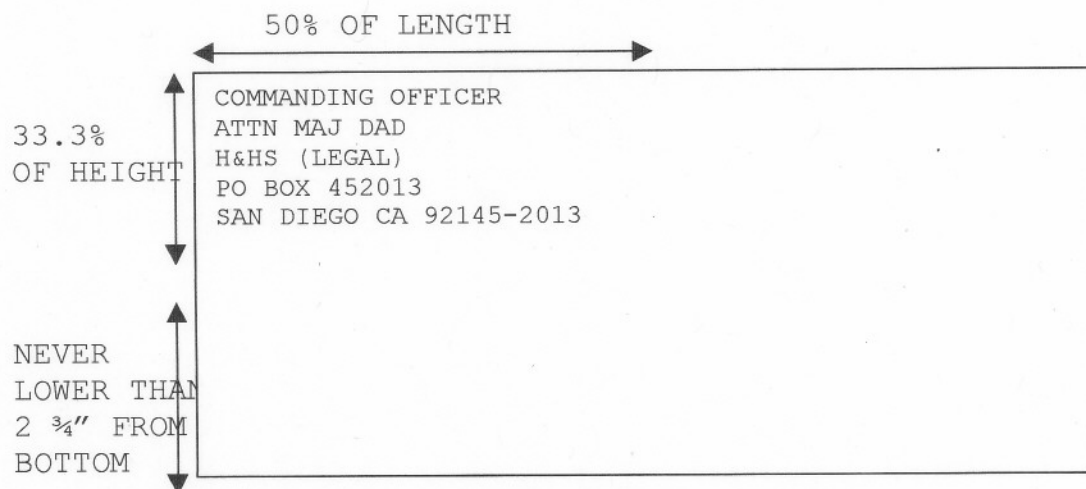 50% OF LENGTH
33.3%
OF HEIGHT
COMMANDING OFFICER
ATTN MAJ DAD
H&HS (LEGAL)
PO BOX 452013
SAN DIEGO CA 92145-2013
NEVER
LOWER THAN
2 ¾″ FROM
BOTTOM